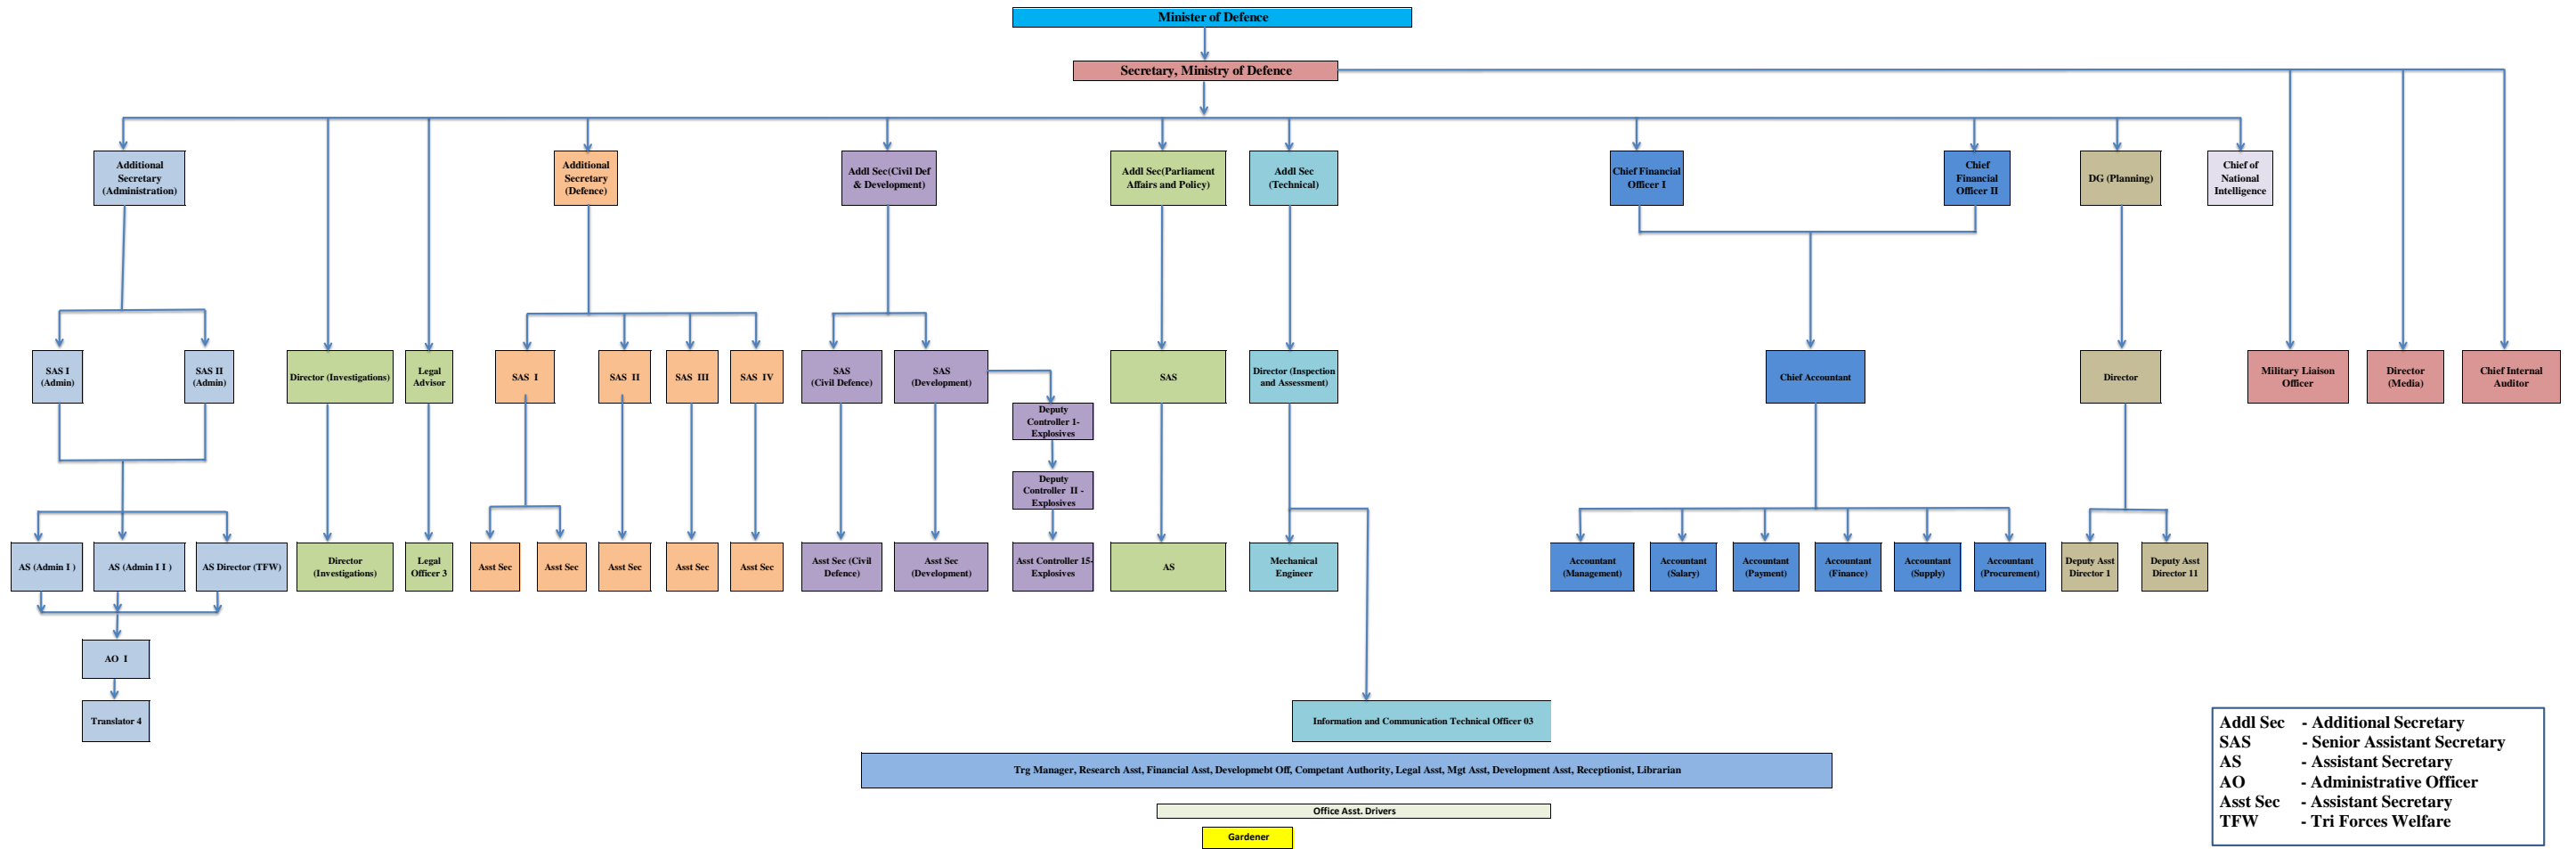 Minister of Defence
Secretary, Ministry of Defence
Additional
Secretary
(Administration)
Additional
Secretary
(Defence)
Addl Sec(Civil Def
& Development)
Addl Sec(Parliament
Affairs and Policy)
Addl Sec
(Technical)
Chief Financial
Officer I
Chief
Financial
Officer II
DG (Planning)
Chief of
National
Intelligence
SAS I
(Admin)
SAS II
(Admin)
Director (Investigations)
Legal
Advisor
SAS I
SAS II
SAS III
SAS IV
SAS
(Civil Defence)
SAS
(Development)
Deputy
Controller 1-
Explosives
Deputy
Controller II -
Explosives
SAS
Director (Inspection
and Assessment)
Chief Accountant
Director
Military Liaison
Officer
Director
(Media)
Chief Internal
Auditor
AS (Admin I )
AS (Admin I I )
AS Director (TFW)
Director
(Investigations)
Legal
Officer 3
Asst Sec
Asst Sec
Asst Sec
Asst Sec
Asst Sec
Asst Sec (Civil
Defence)
Asst Sec
(Development)
Asst Controller 15-
Explosives
AS
Mechanical
Engineer
Accountant
(Management)
Accountant
(Salary)
Accountant
(Payment)
Accountant
(Finance)
Accountant
(Supply)
Accountant
(Procurement)
Deputy Asst
Director 1
Deputy Asst
Director 11
AO I
Translator 4
Information and Communication Technical Officer 03
Trg Manager, Research Asst, Financial Asst, Developmebt Off, Competant Authority, Legal Asst, Mgt Asst, Development Asst, Receptionist, Librarian
Office Asst. Drivers
Gardener
Addl Sec - Additional Secretary
SAS - Senior Assistant Secretary
AS - Assistant Secretary
AO - Administrative Officer
Asst Sec - Assistant Secretary
TFW - Tri Forces Welfare